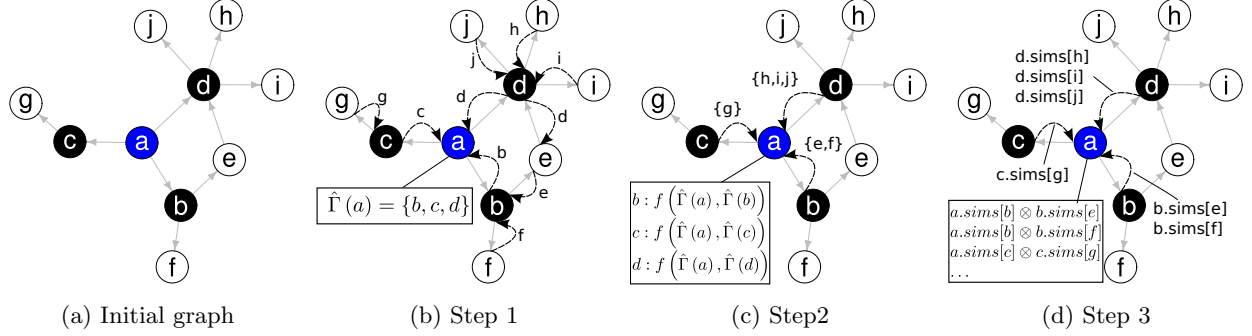 j
h
d
i
g
c
a
e
b
f
(a) Initial graph
j
h
h
j
i
d
i
g
g
c
d
d
c
a
b
e
e
Γ̂ (a) = {b, c, d}
b
f
f
(b) Step 1
j
h
{h,i,j}
d
i
g
{g}
c
a
{e,f}
e
b : f ( Γ̂ (a) , Γ̂ (b) )
c : f ( Γ̂ (a) , Γ̂ (c) )
d : f ( Γ̂ (a) , Γ̂ (d) )
b
f
(c) Step2
j
h
d.sims[h]
d.sims[i]
d.sims[j]
d
i
g
c
a
e
c.sims[g]
b
b.sims[e]
b.sims[f]
a.sims[b] ⊗ b.sims[e]
a.sims[b] ⊗ b.sims[f]
a.sims[c] ⊗ c.sims[g]
...
f
(d) Step 3